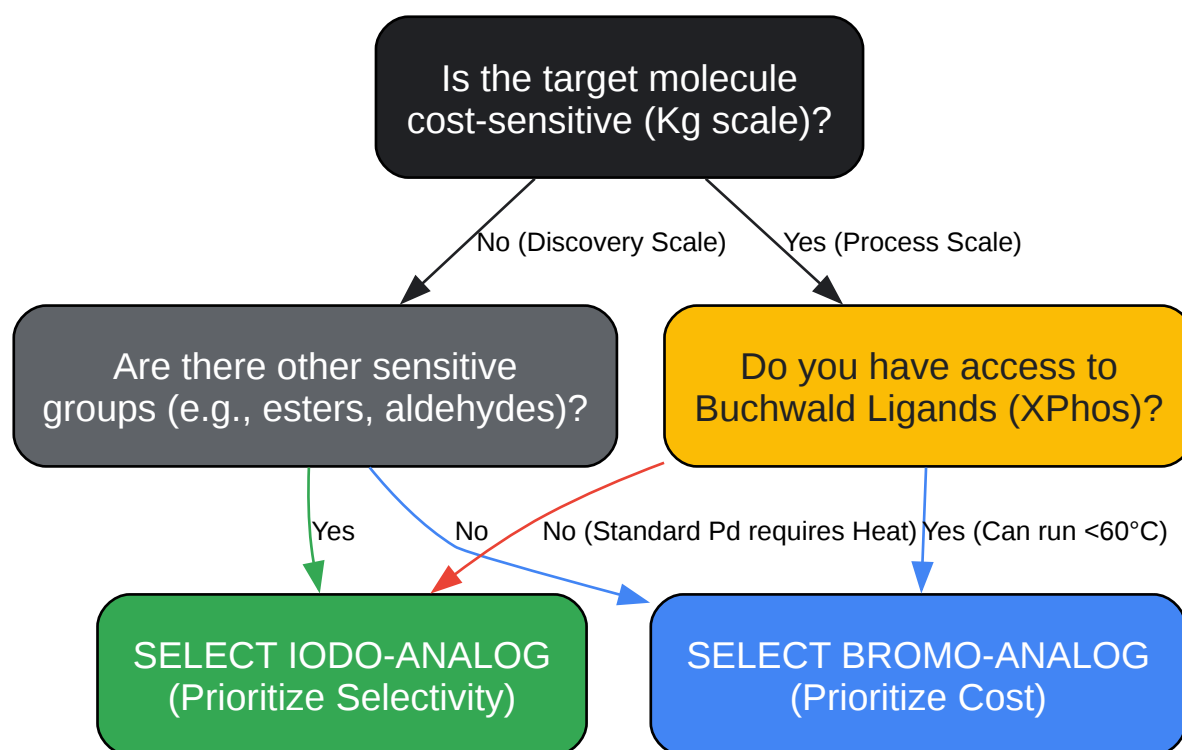 Is the target molecule
cost-sensitive (Kg scale)?
No (Discovery Scale)
Yes (Process Scale)
Are there other sensitive
groups (e.g., esters, aldehydes)?
Do you have access to
Buchwald Ligands (XPhos)?
Yes
No
No (Standard Pd requires Heat)
Yes (Can run <60°C)
SELECT IODO-ANALOG
(Prioritize Selectivity)
SELECT BROMO-ANALOG
(Prioritize Cost)